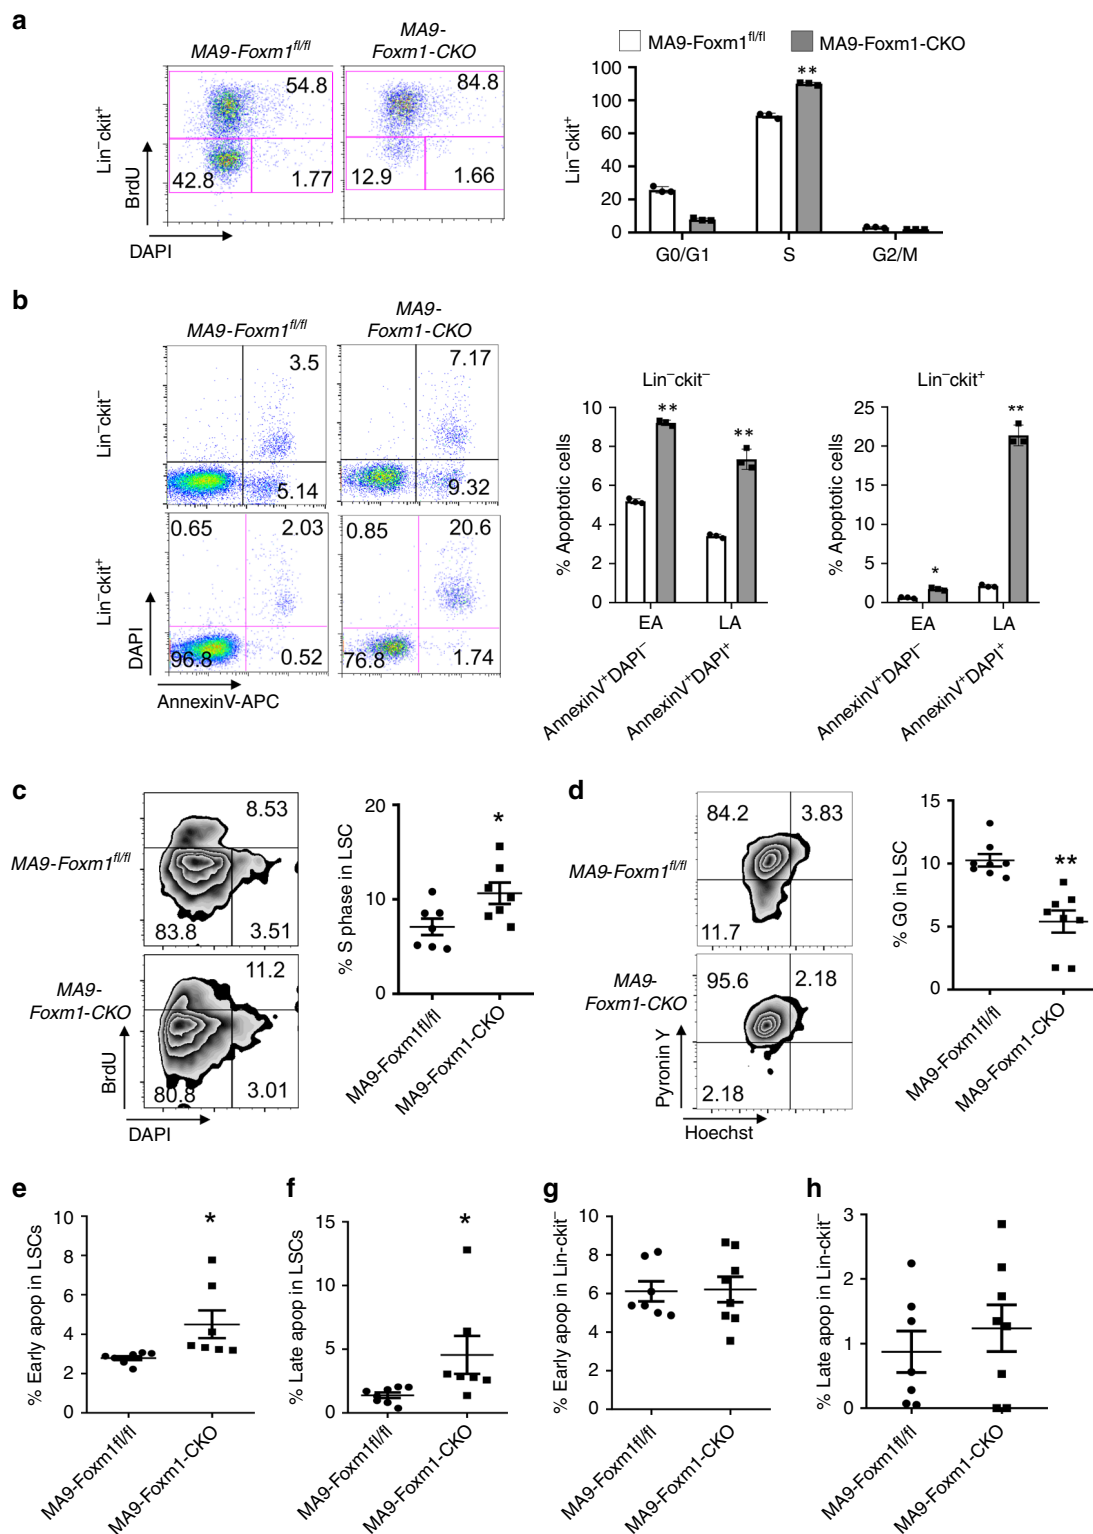 a
MA9-Foxm1fl/fl
MA9-
Foxm1-CKO
54.8
42.8
1.77
84.8
12.9
1.66
Lin–ckit+
BrdU
DAPI
MA9-Foxm1fl/fl
MA9-Foxm1-CKO
Lin–ckit+
100
100
60
40
20
0
**
G0/G1
S
G2/M
b
MA9-Foxm1fl/fl
MA9-
Foxm1-CKO
Lin–ckit–
3.5
5.14
7.17
9.32
Lin–ckit+
0.65
2.03
96.8
0.52
0.85
20.6
76.8
1.74
DAPI
AnnexinV-APC
Lin–ckit–
% Apoptotic cells
10
8
6
4
2
0
**
**
EA
LA
AnnexinV+DAPI–
AnnexinV+DAPI+
Lin–ckit+
% Apoptotic cells
25
20
15
10
5
0
*
**
EA
LA
AnnexinV+DAPI–
AnnexinV+DAPI+
c
MA9-Foxm1fl/fl
8.53
83.8
3.51
MA9-
Foxm1-CKO
11.2
80.8
3.01
BrdU
DAPI
% S phase in LSC
20
10
0
*
MA9-Foxm1fl/fl
MA9-Foxm1-CKO
d
MA9-Foxm1fl/fl
84.2
3.83
11.7
MA9-
Foxm1-CKO
95.6
2.18
2.18
Pyronin Y
Hoechst
% G0 in LSC
15
10
5
0
**
MA9-Foxm1fl/fl
MA9-Foxm1-CKO
e
% Early apop in LSCs
10
8
6
4
2
0
*
MA9-Foxm1fl/fl
MA9-Foxm1-CKO
f
% Late apop in LSCs
15
10
5
0
*
MA9-Foxm1fl/fl
MA9-Foxm1-CKO
g
% Early apop in Lin-ckit–
10
8
6
4
2
0
MA9-Foxm1fl/fl
MA9-Foxm1-CKO
h
% Late apop in Lin-ckit–
3
2
1
0
MA9-Foxm1fl/fl
MA9-Foxm1-CKO